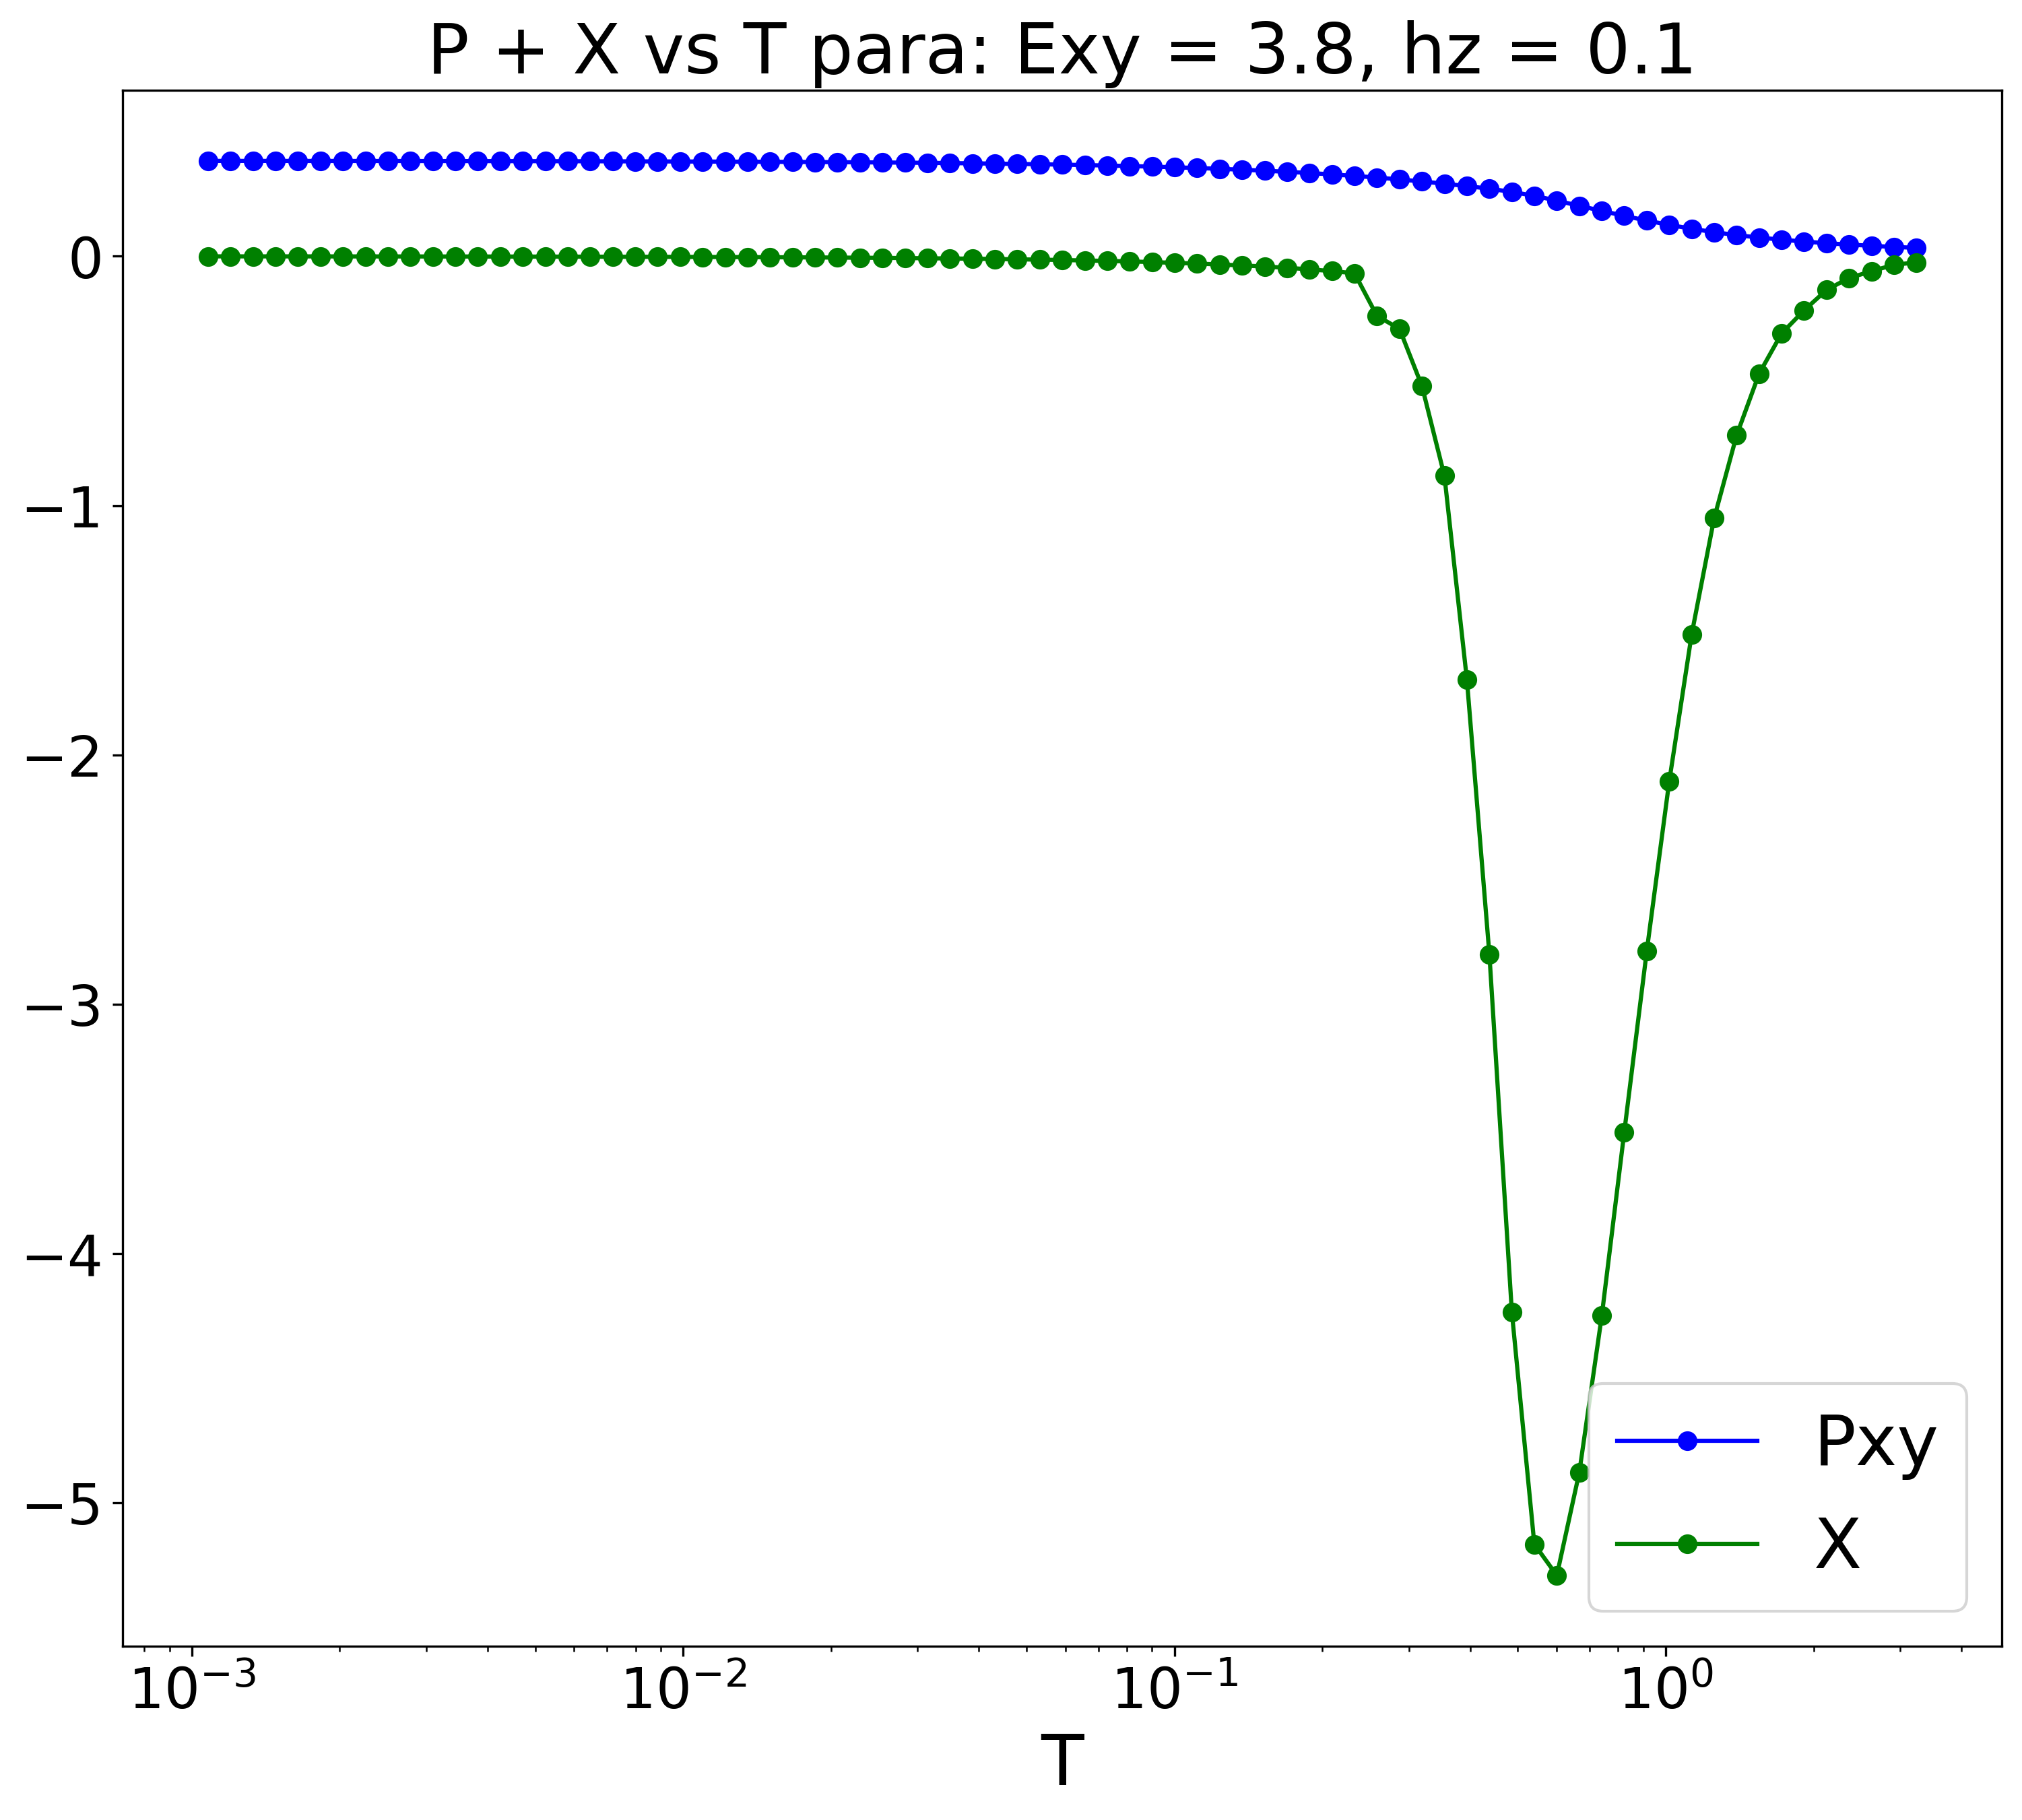 P + X vs T para: Exy = 3.8, hz = 0.1
0
−1
−2
−3
−4
−5
10⁻³ 10⁻² 10⁻¹ 10⁰
T
Pxy
X